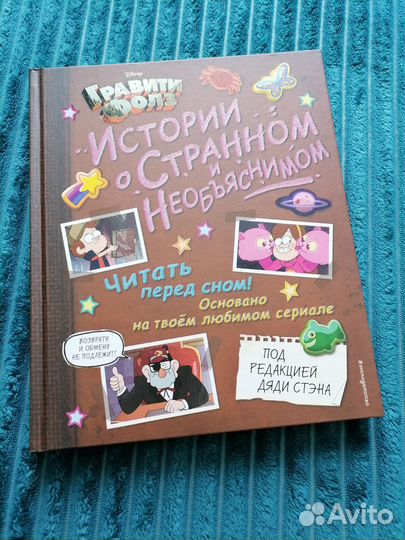 Disney
ГРАВИТИ
ФОЛЗ
ИСТОРИИ
О СТРАННОМ
И
НЕОБЪЯСНИМОМ
Читать
перед сном!
Основано
на твоём любимом сериале
ВОЗВРАТУ
И ОБМЕНУ
НЕ ПОДЛЕЖИТ!
ПОД
РЕДАКЦИЕЙ
ДЯДИ СТЭНА
Avito